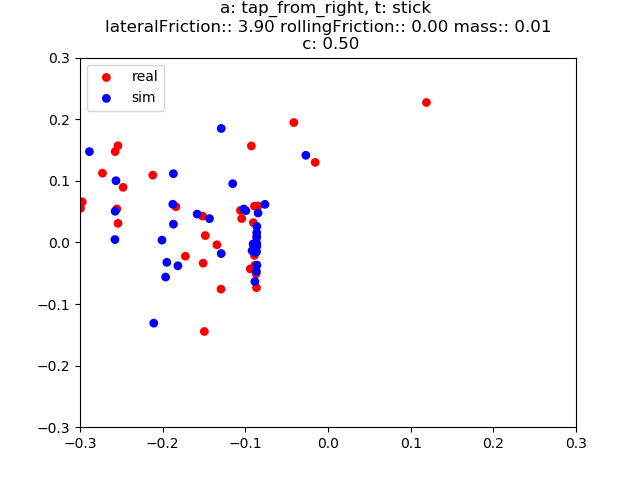 a: tap_from_right, t: stick
lateralFriction:: 3.90 rollingFriction:: 0.00 mass:: 0.01
c: 0.50
real
sim
0.3
0.2
0.1
0.0
−0.1
−0.2
−0.3
−0.3 −0.2 −0.1 0.0 0.1 0.2 0.3